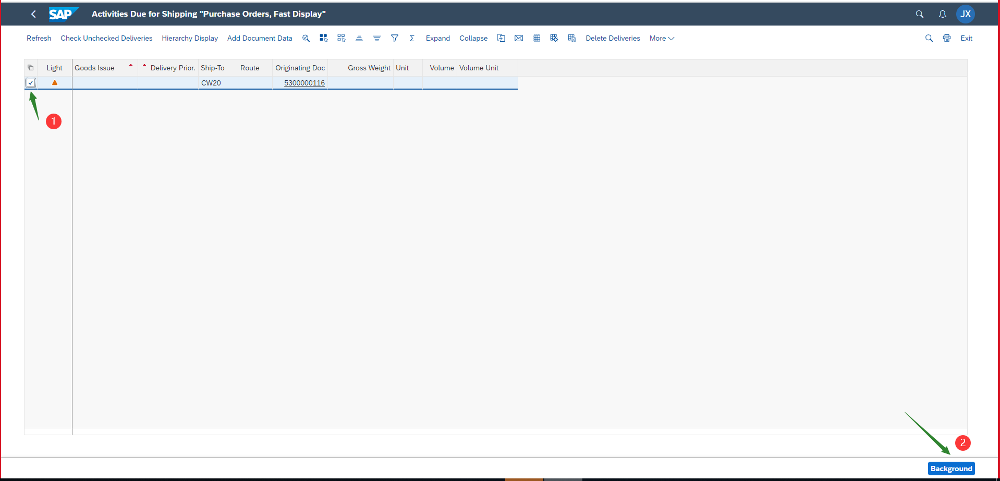 SAP Activities Due for Shipping "Purchase Orders, Fast Display" JX
Refresh Check Unchecked Deliveries Hierarchy Display Add Document Data Σ Expand Collapse Delete Deliveries More Exit
Light Goods Issue Delivery Prior. Ship-To Route Originating Doc Gross Weight Unit Volume Volume Unit
CW20 5300000116
1
2
Background